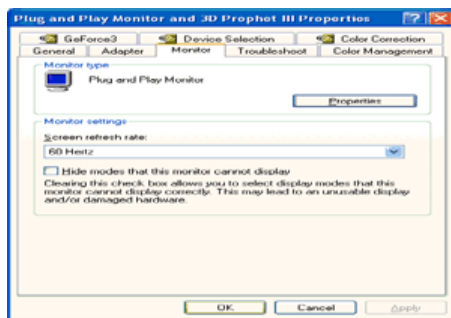 Plug and Play Monitor and 3D Prophet III Properties
GeForce3 Device Selection Color Correction
General Adapter Monitor Troubleshoot Color Management
Monitor type
Plug and Play Monitor
Properties
Monitor settings
Screen refresh rate:
60 Hertz
Hide modes that this monitor cannot display
Clearing this check box allows you to select display modes that this
monitor cannot display correctly. This may lead to an unusable display
and/or damaged hardware.
OK Cancel Apply